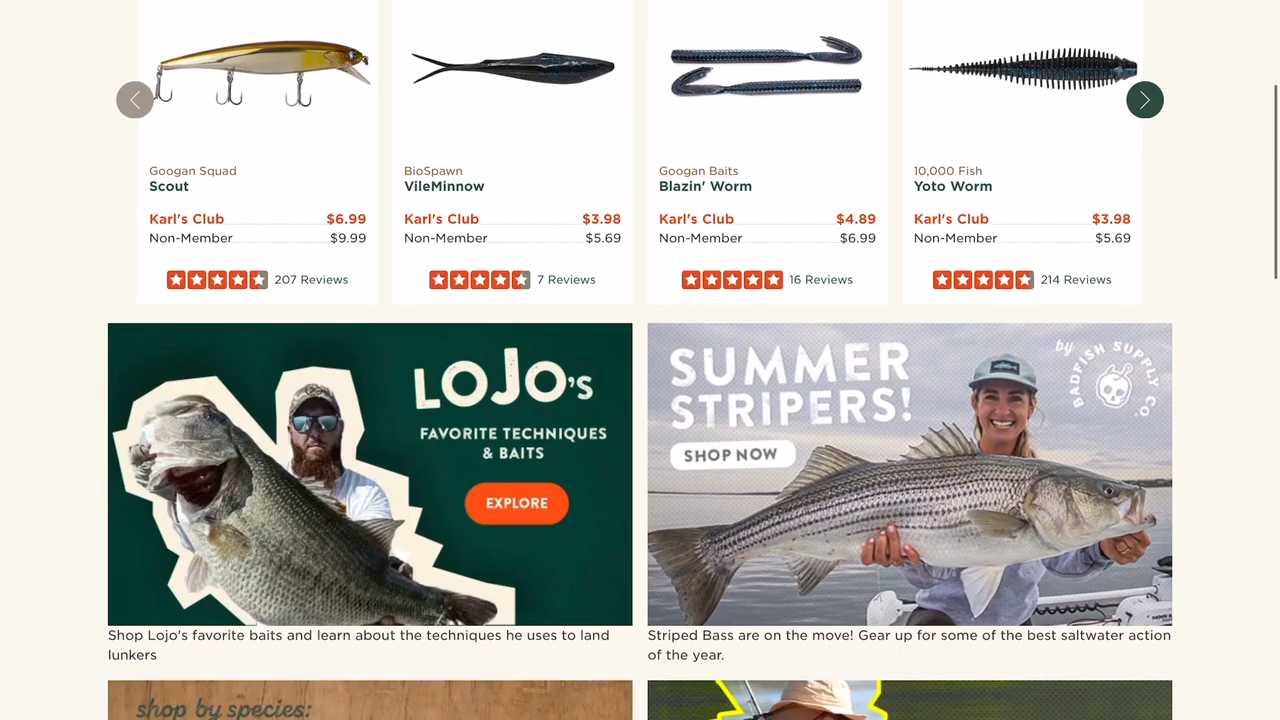 Googan Squad
Scout
Karl's Club $6.99
Non-Member $9.99
207 Reviews
BioSpawn
VileMinnow
Karl's Club $3.98
Non-Member $5.69
7 Reviews
Googan Baits
Blazin' Worm
Karl's Club $4.89
Non-Member $6.99
16 Reviews
10,000 Fish
Yoto Worm
Karl's Club $3.98
Non-Member $5.69
214 Reviews
LOJO's
FAVORITE TECHNIQUES
& BAITS
EXPLORE
Shop Lojo's favorite baits and learn about the techniques he uses to land
lunkers
SUMMER
STRIPERS!
SHOP NOW
by
BADFISH SUPPLY CO.
Striped Bass are on the move! Gear up for some of the best saltwater action
of the year.
shop by species: